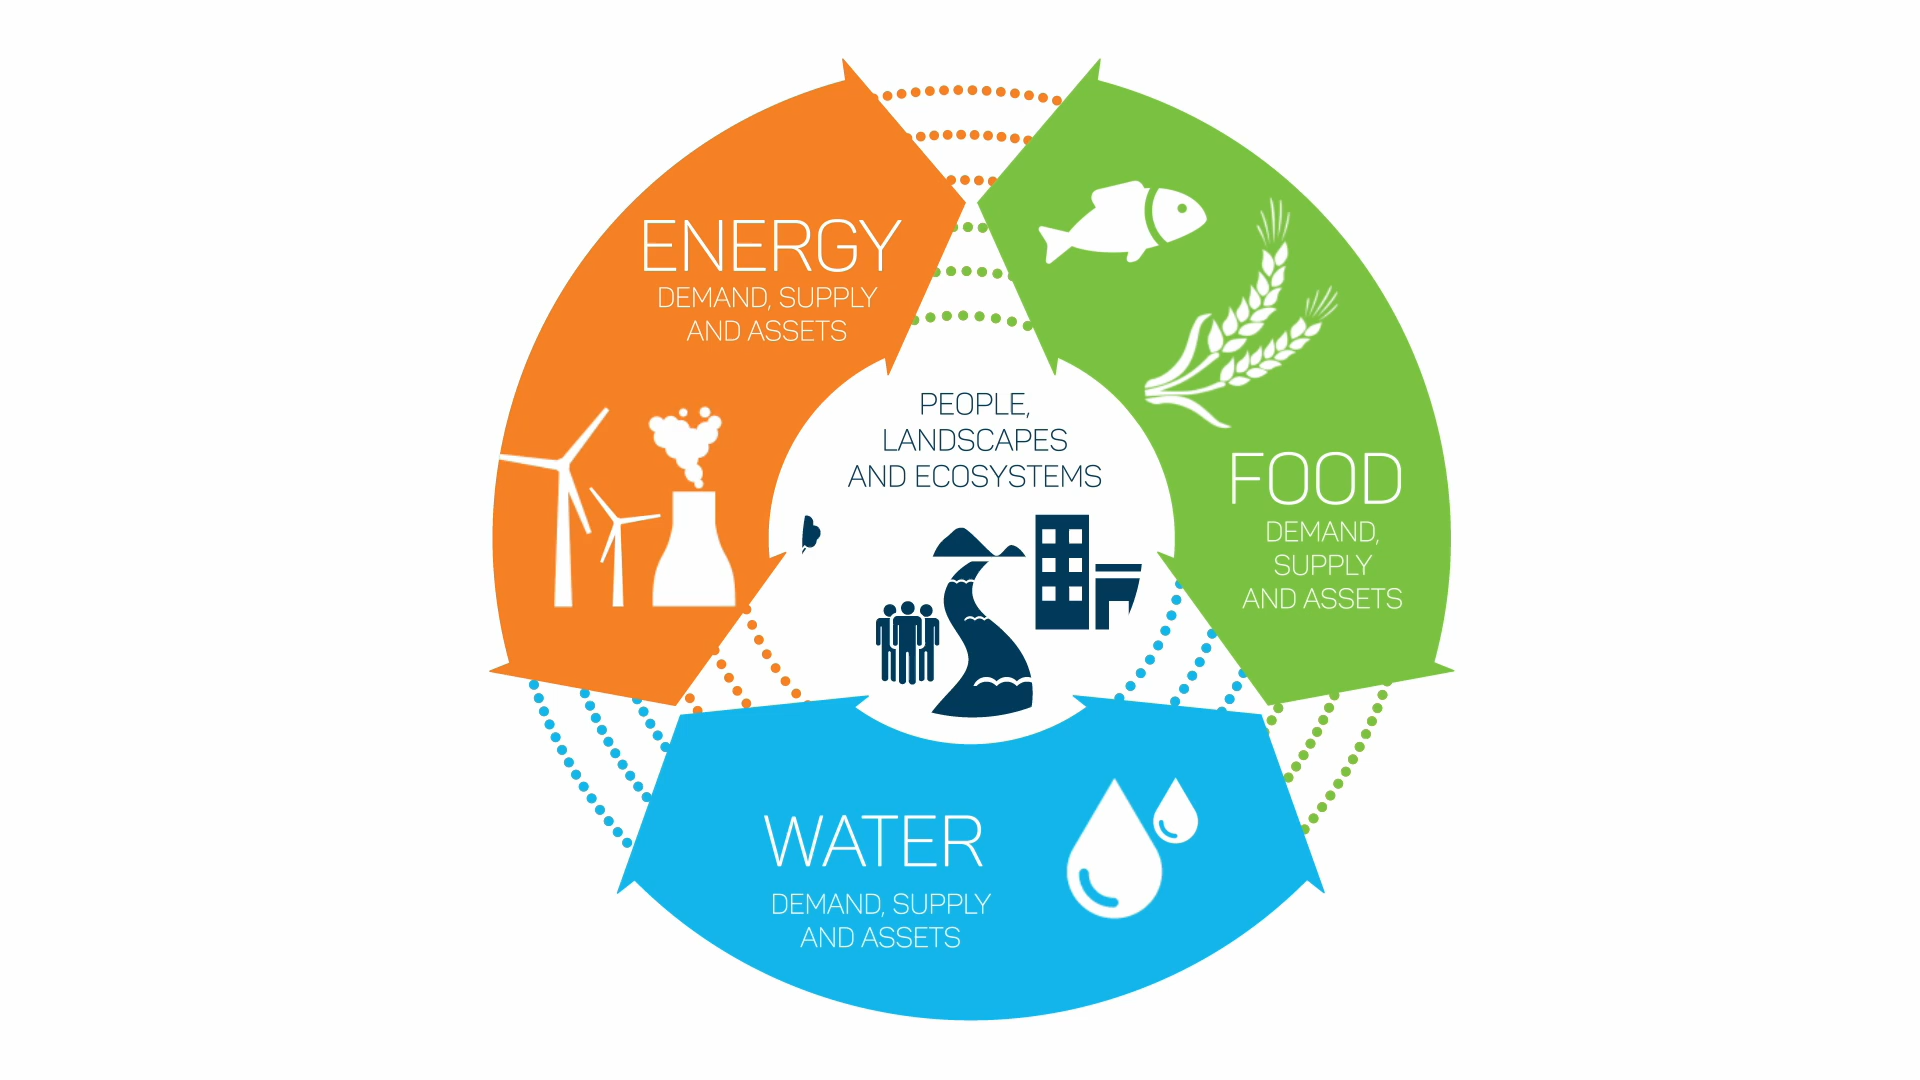 ENERGY
DEMAND, SUPPLY
AND ASSETS
PEOPLE,
LANDSCAPES
AND ECOSYSTEMS
FOOD
DEMAND,
SUPPLY
AND ASSETS
WATER
DEMAND, SUPPLY
AND ASSETS